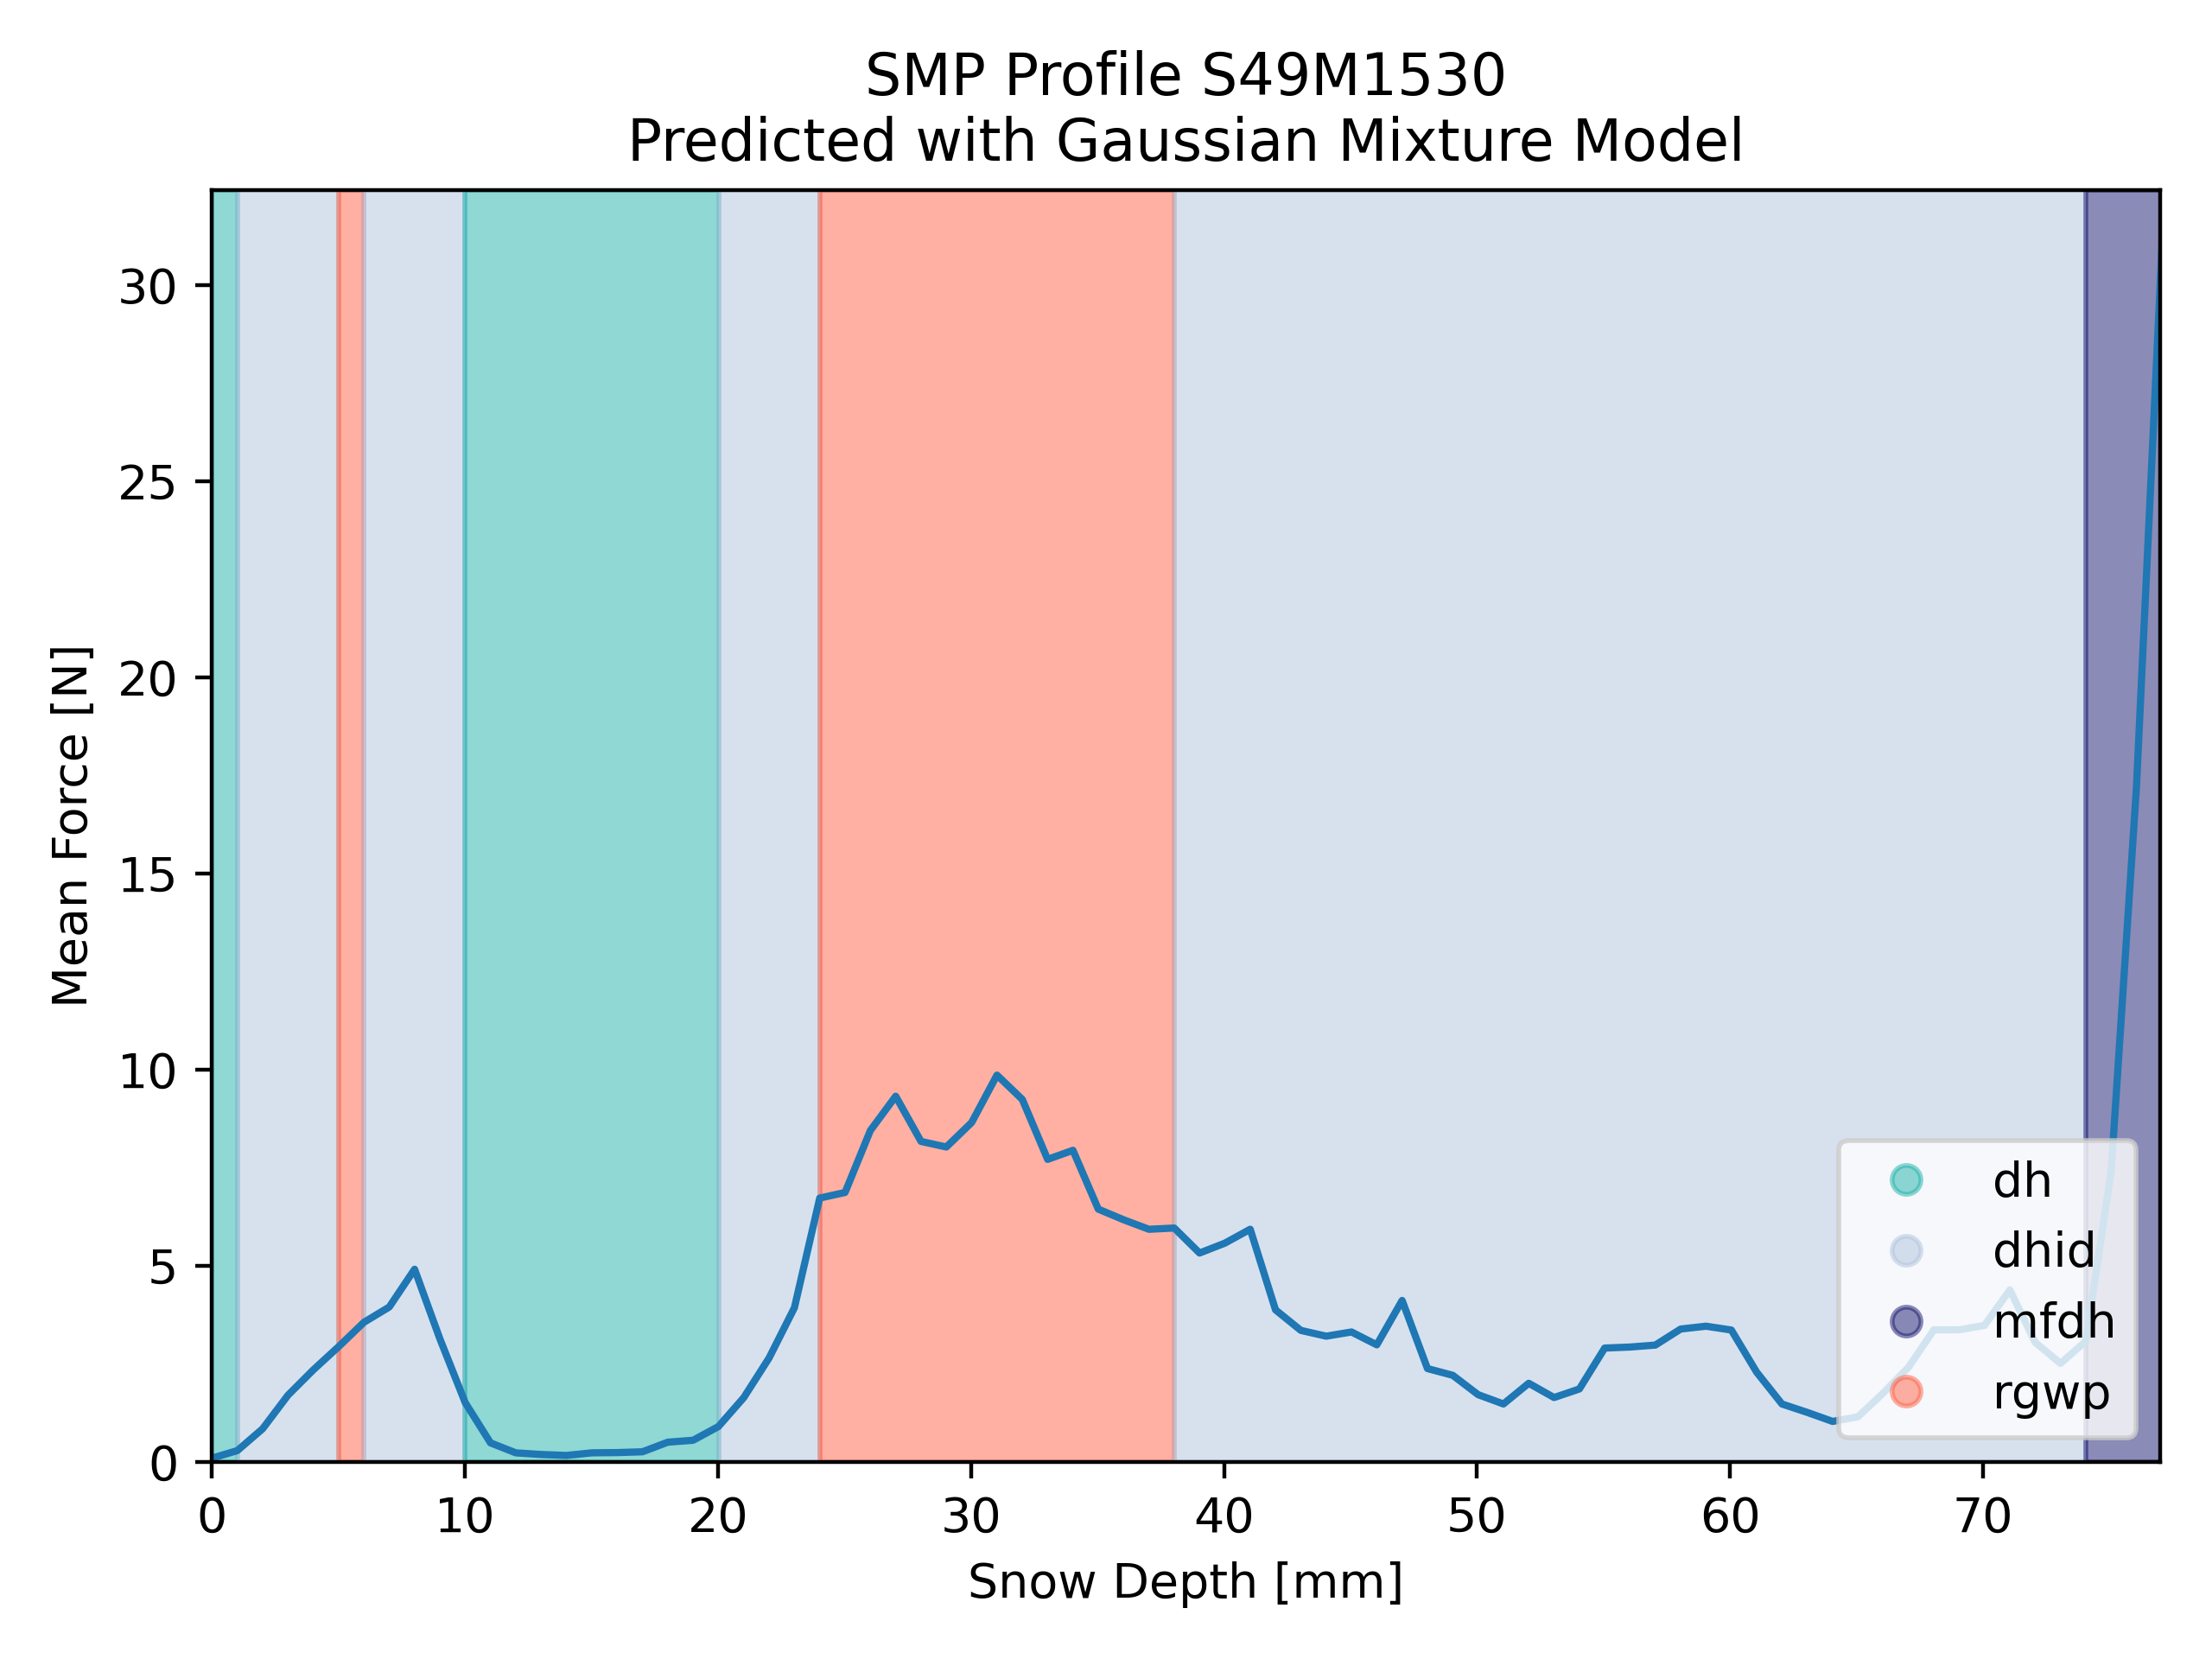 SMP Profile S49M1530
Predicted with Gaussian Mixture Model
Mean Force [N]
30
25
20
15
10
5
0
dh
dhid
mfdh
rgwp
0 10 20 30 40 50 60 70
Snow Depth [mm]